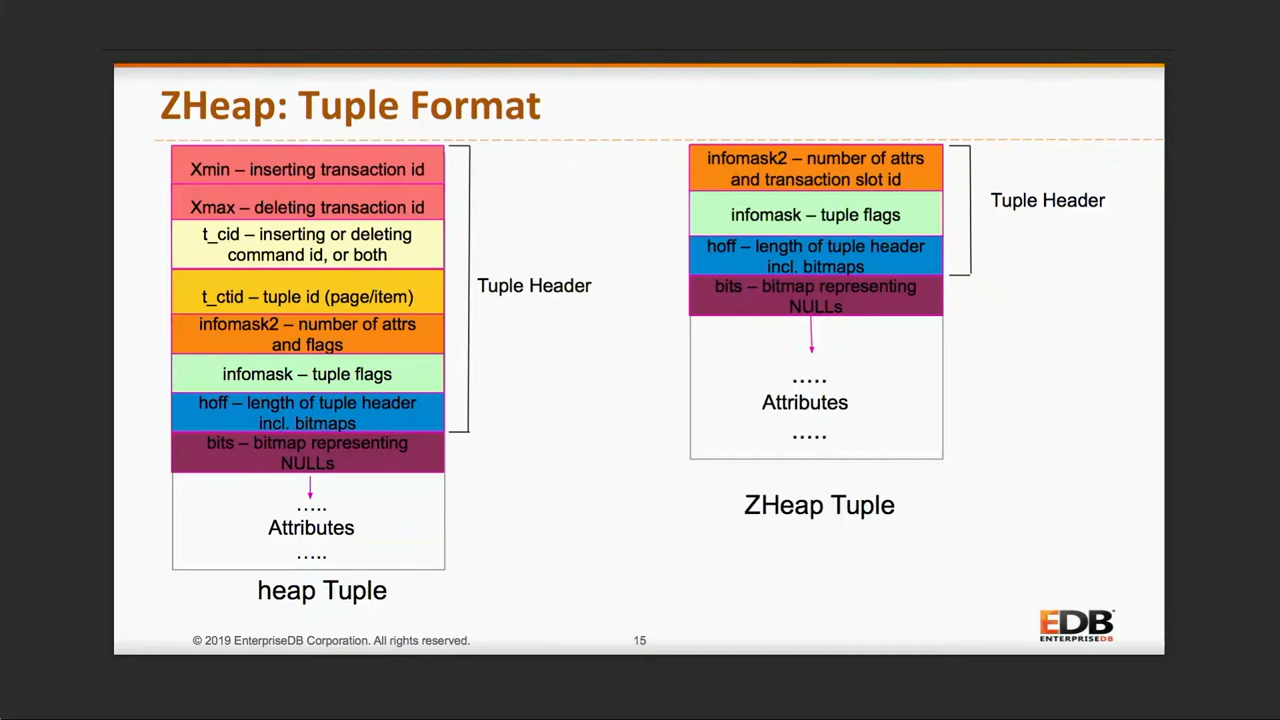 ZHeap: Tuple Format
Xmin – inserting transaction id
Xmax – deleting transaction id
t_cid – inserting or deleting
command id, or both
t_ctid – tuple id (page/item)
infomask2 – number of attrs
and flags
infomask – tuple flags
hoff – length of tuple header
incl. bitmaps
bits – bitmap representing
NULLs
…..
Attributes
…..
heap Tuple
Tuple Header
infomask2 – number of attrs
and transaction slot id
infomask – tuple flags
hoff – length of tuple header
incl. bitmaps
bits – bitmap representing
NULLs
…..
Attributes
…..
ZHeap Tuple
Tuple Header
© 2019 EnterpriseDB Corporation. All rights reserved.
15
EDB
ENTERPRISEDB